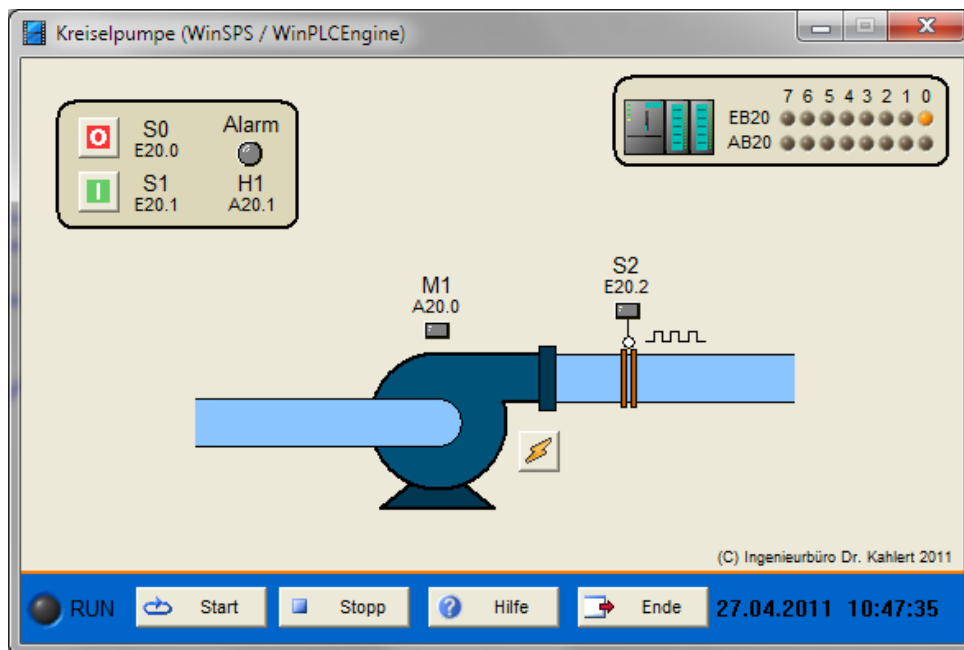 Kreiselpumpe (WinSPS / WinPLCEngine)
S0
E20.0
Alarm
S1
E20.1
H1
A20.1
7 6 5 4 3 2 1 0
EB20
AB20
M1
A20.0
S2
E20.2
(C) Ingenieurbüro Dr. Kahlert 2011
RUN
Start
Stopp
Hilfe
Ende
27.04.2011 10:47:35